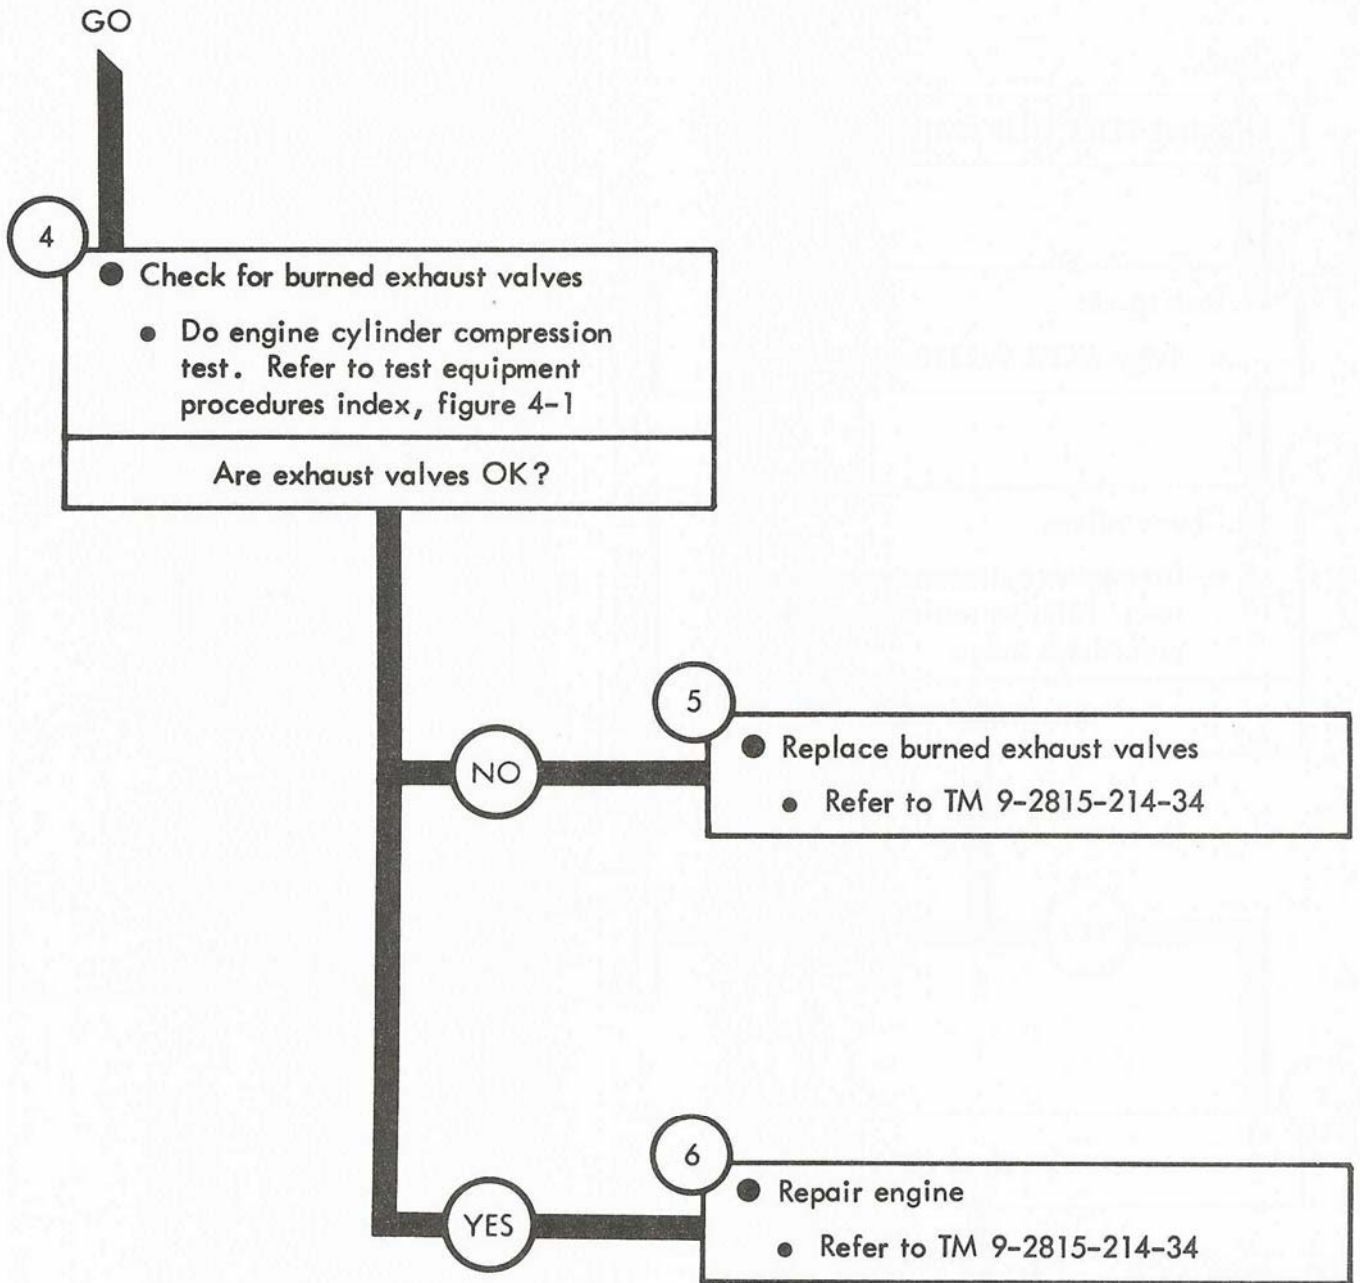 GO
4
● Check for burned exhaust valves
● Do engine cylinder compression
test. Refer to test equipment
procedures index, figure 4-1
Are exhaust valves OK?
5
● Replace burned exhaust valves
● Refer to TM 9-2815-214-34
NO
6
● Repair engine
● Refer to TM 9-2815-214-34
YES